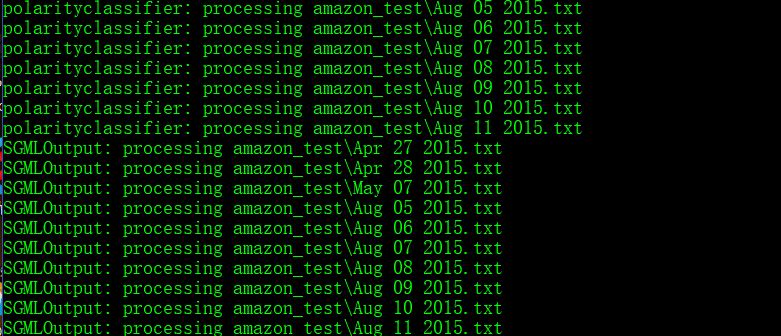 polarityclassifier: processing amazon_test\Aug 05 2015.txt
polarityclassifier: processing amazon_test\Aug 06 2015.txt
polarityclassifier: processing amazon_test\Aug 07 2015.txt
polarityclassifier: processing amazon_test\Aug 08 2015.txt
polarityclassifier: processing amazon_test\Aug 09 2015.txt
polarityclassifier: processing amazon_test\Aug 10 2015.txt
polarityclassifier: processing amazon_test\Aug 11 2015.txt
SGMLOutput: processing amazon_test\Apr 27 2015.txt
SGMLOutput: processing amazon_test\Apr 28 2015.txt
SGMLOutput: processing amazon_test\May 07 2015.txt
SGMLOutput: processing amazon_test\Aug 05 2015.txt
SGMLOutput: processing amazon_test\Aug 06 2015.txt
SGMLOutput: processing amazon_test\Aug 07 2015.txt
SGMLOutput: processing amazon_test\Aug 08 2015.txt
SGMLOutput: processing amazon_test\Aug 09 2015.txt
SGMLOutput: processing amazon_test\Aug 10 2015.txt
SGMLOutput: processing amazon_test\Aug 11 2015.txt